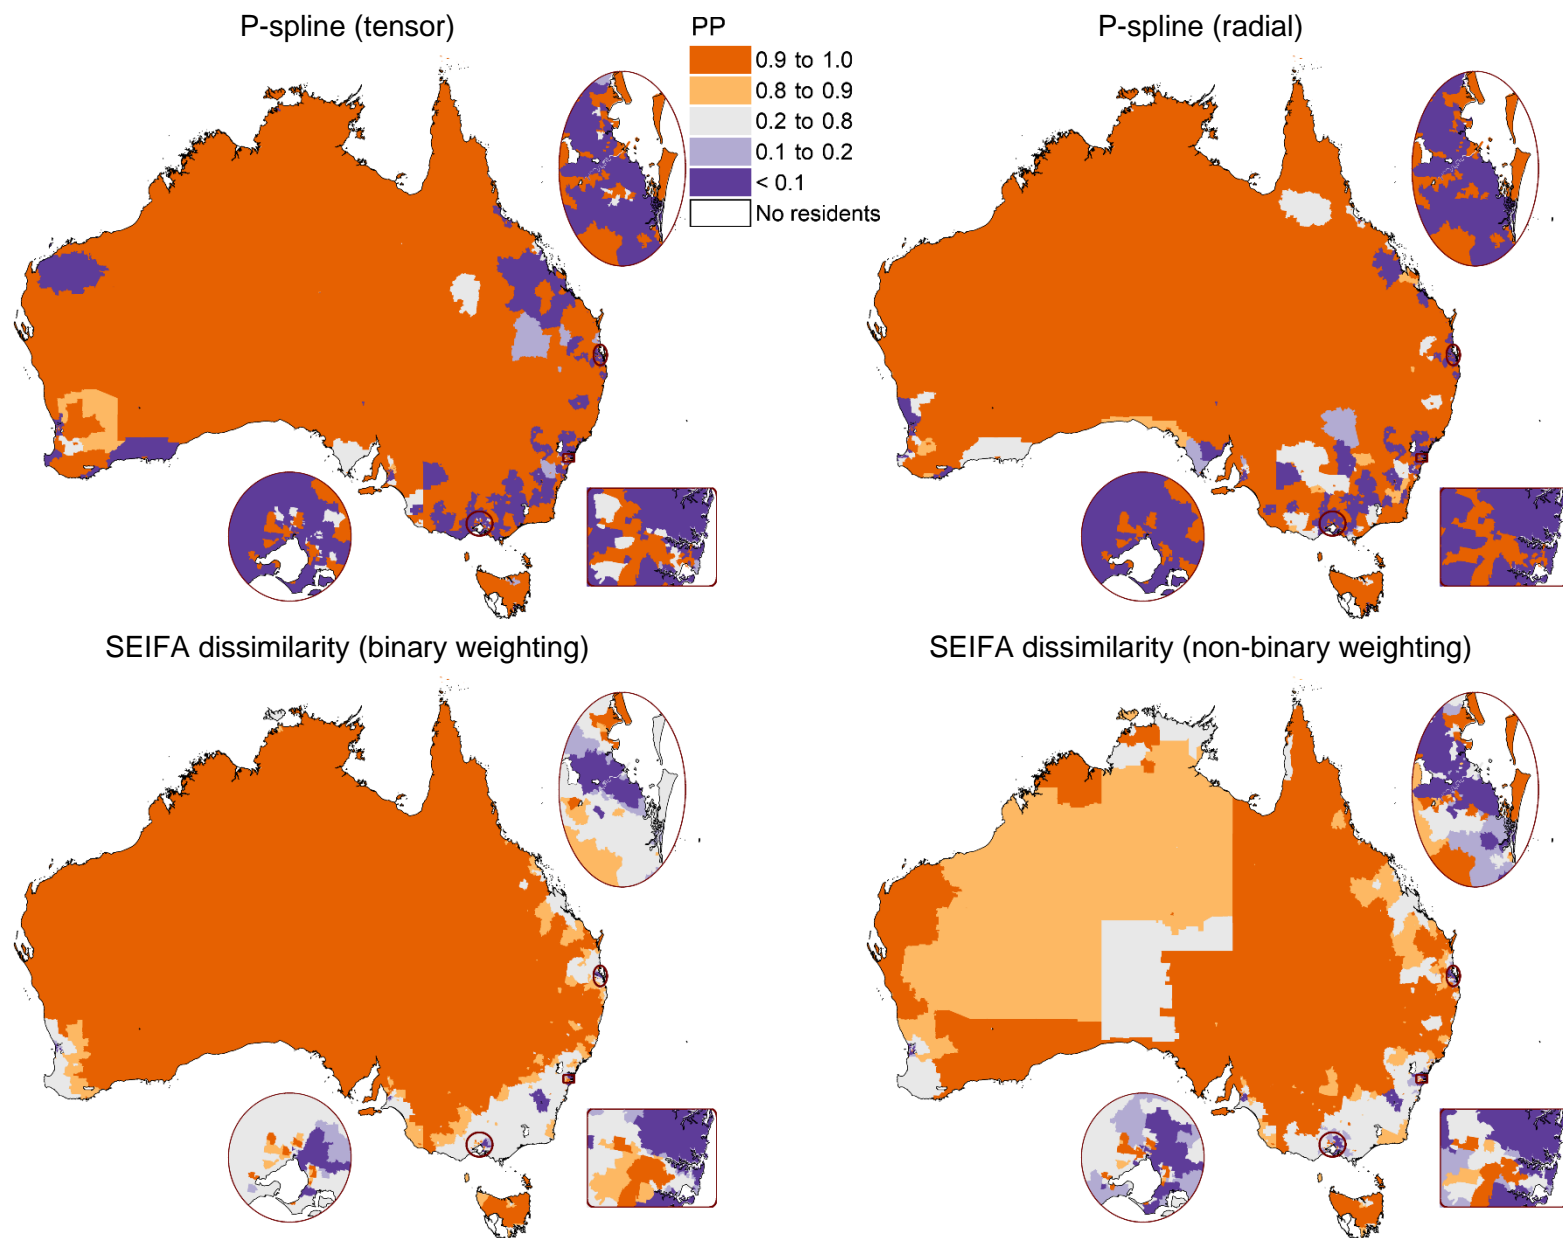 P-spline (tensor)
PP
P-spline (radial)
0.9 to 1.0
0.8 to 0.9
0.2 to 0.8
0.1 to 0.2
< 0.1
No residents
SEIFA dissimilarity (binary weighting)
SEIFA dissimilarity (non-binary weighting)